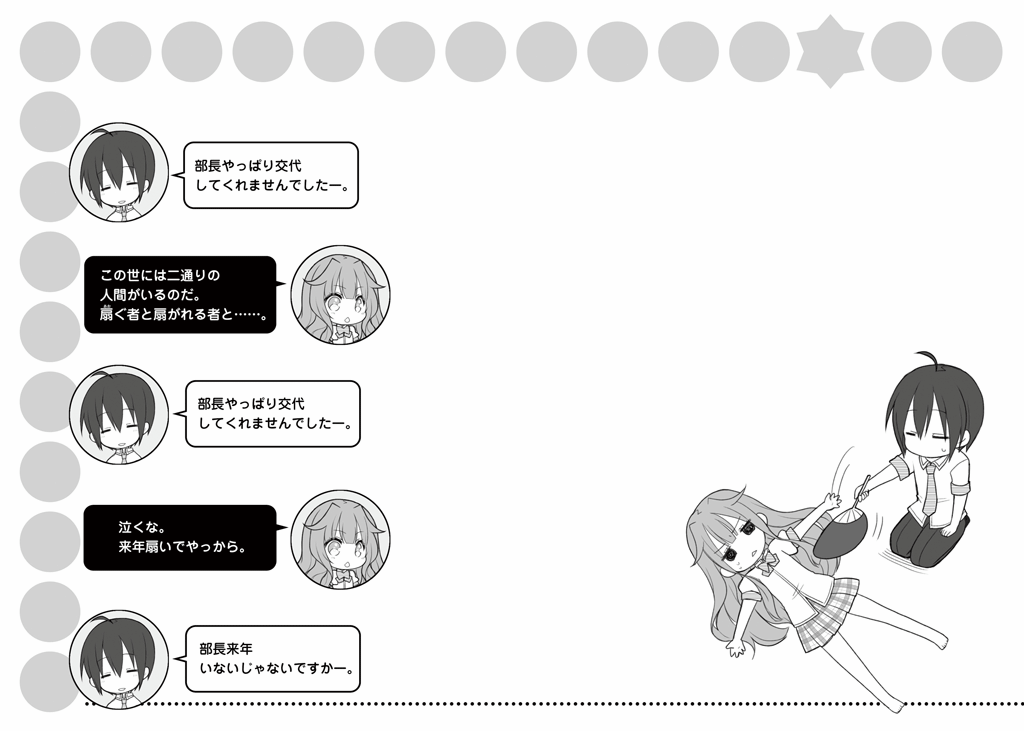 部長やっぱり交代
してくれませんでしたー。
この世には二通りの
人間がいるのだ。
扇ぐ者と扇がれる者と……。
部長やっぱり交代
してくれませんでしたー。
泣くな。
来年扇いでやっから。
部長来年
いないじゃないですかー。